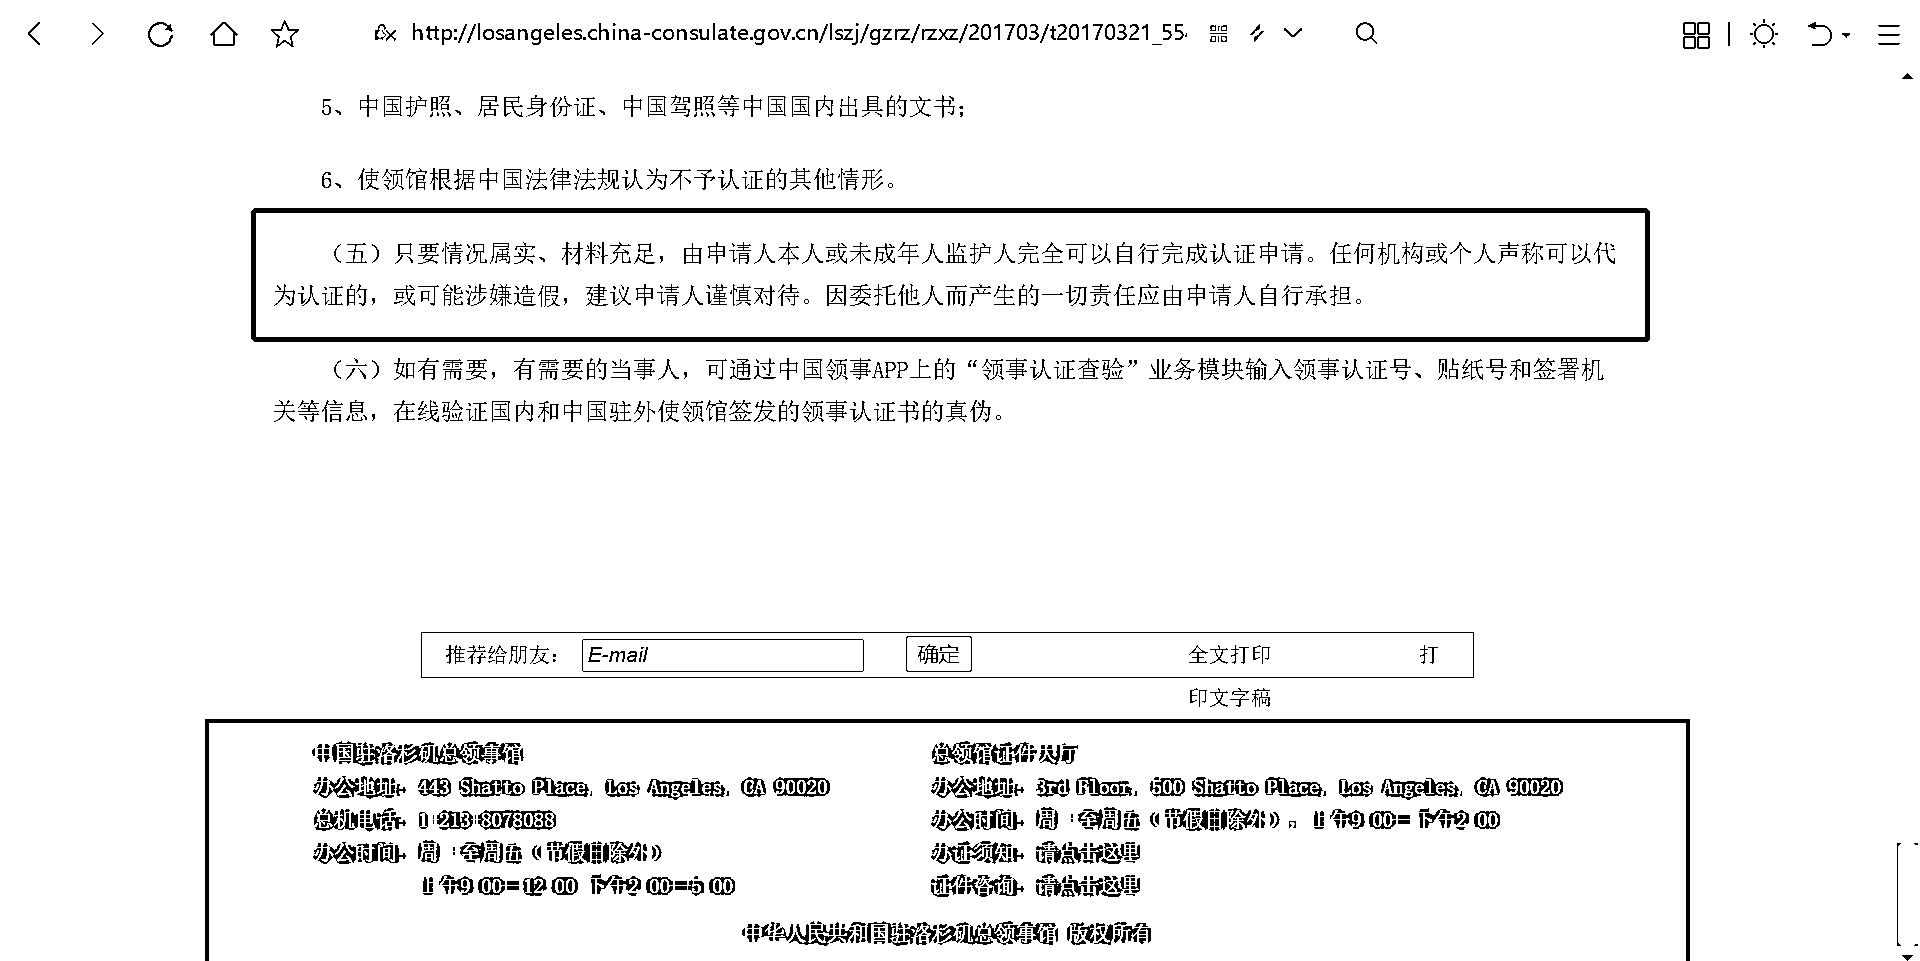 http://losangeles.china-consulate.gov.cn/lszj/gzrz/rzxz/201703/t20170321_55
5、中国护照、居民身份证、中国驾照等中国国内出具的文书；
6、使领馆根据中国法律法规认为不予认证的其他情形。
（五）只要情况属实、材料充足，由申请人本人或未成年人监护人完全可以自行完成认证申请。任何机构或个人声称可以代
为认证的，或可能涉嫌造假，建议申请人谨慎对待。因委托他人而产生的一切责任应由申请人自行承担。
（六）如有需要，有需要的当事人，可通过中国领事APP上的“领事认证查验”业务模块输入领事认证号、贴纸号和签署机
关等信息，在线验证国内和中国驻外使领馆签发的领事认证书的真伪。
推荐给朋友： E-mail 确定 全文打印 打
印文字稿
中国驻洛杉矶总领事馆
办公地址：443 Shatto Place, Los Angeles, CA 90020
总机电话：1-213-8078088
办公时间：周一至周五（节假日除外）
上午9:00-12:00 下午2:00-5:00
总领馆证件大厅
办公地址：3rd Floor, 500 Shatto Place, Los Angeles, CA 90020
办公时间：周一至周五（节假日除外），上午9:00-下午2:00
办证须知：请点击这里
证件咨询：请点击这里
中华人民共和国驻洛杉矶总领事馆 版权所有